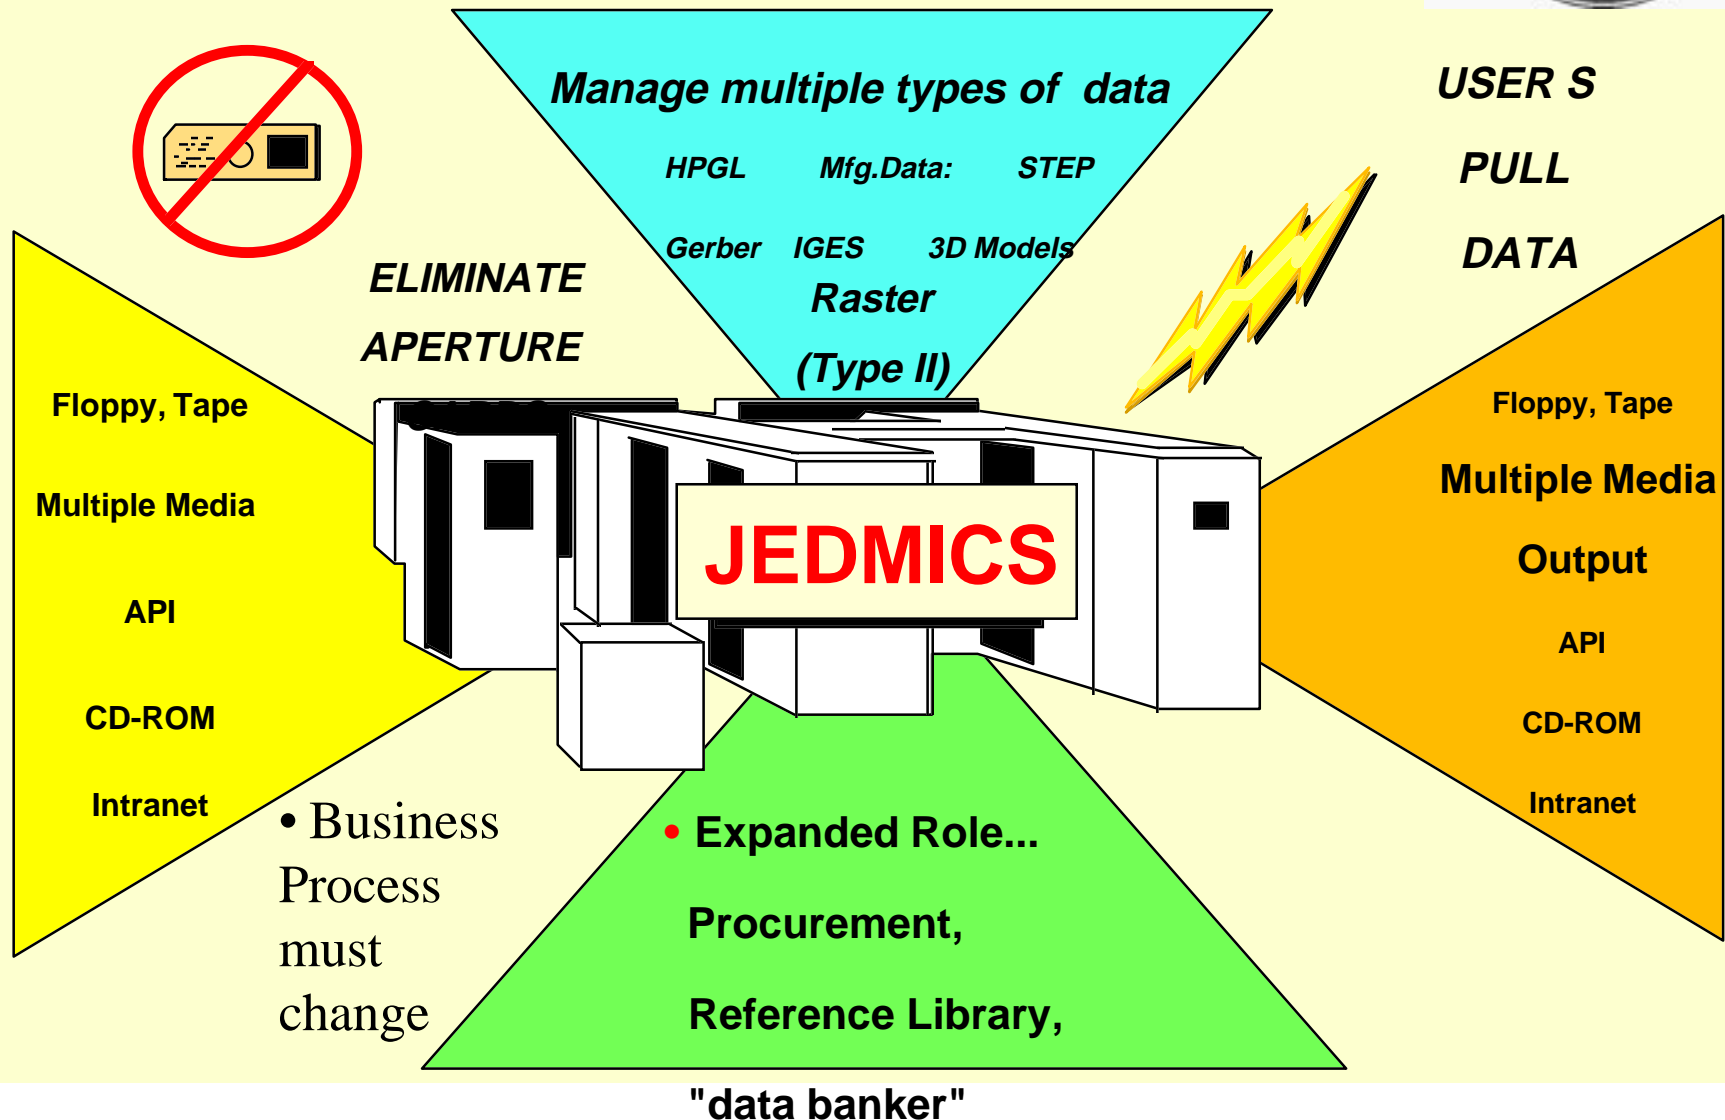 Manage multiple types of  data
HPGL Mfg.Data: STEP
Gerber IGES 3D Models
Raster
(Type II)
USER S
PULL
DATA
ELIMINATE
APERTURE
Floppy, Tape
Multiple Media
API
CD-ROM
Intranet
JEDMICS
Floppy, Tape
Multiple Media
Output
API
CD-ROM
Intranet
• Business
Process
must
change
• Expanded Role...
Procurement,
Reference Library,
"data banker"